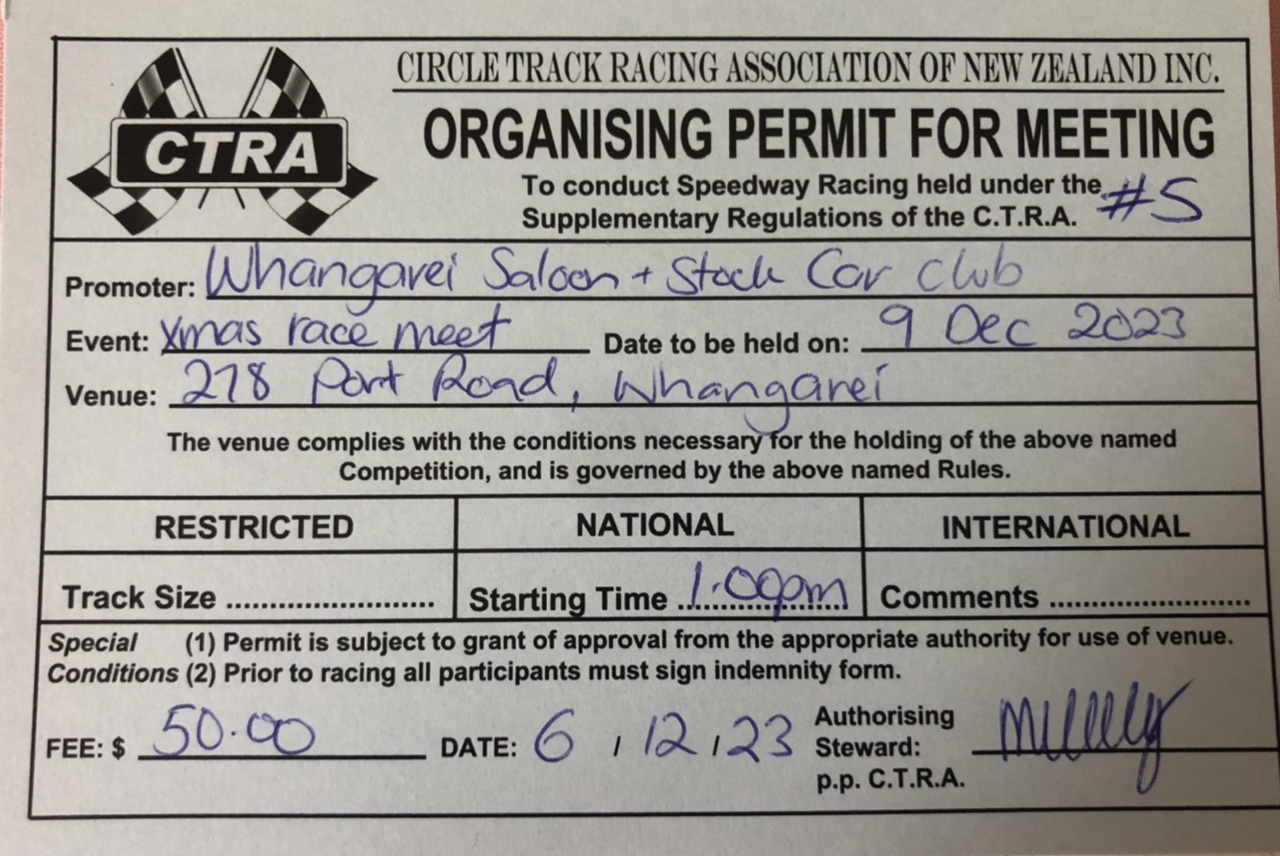 CTRA
CIRCLE TRACK RACING ASSOCIATION OF NEW ZEALAND INC.
ORGANISING PERMIT FOR MEETING
To conduct Speedway Racing held under the
Supplementary Regulations of the C.T.R.A. #5
Promoter: Whangarei Saloon + Stock Car Club
Event: Xmas race meet Date to be held on: 9 Dec 2023
Venue: 278 Port Road, Whangarei
The venue complies with the conditions necessary for the holding of the above named
Competition, and is governed by the above named Rules.
RESTRICTED NATIONAL INTERNATIONAL
Track Size ........................ Starting Time 1.00pm Comments ........................
Special (1) Permit is subject to grant of approval from the appropriate authority for use of venue.
Conditions (2) Prior to racing all participants must sign indemnity form.
FEE: $ 50.00 DATE: 6 / 12 / 23 Authorising
Steward:
p.p. C.T.R.A.